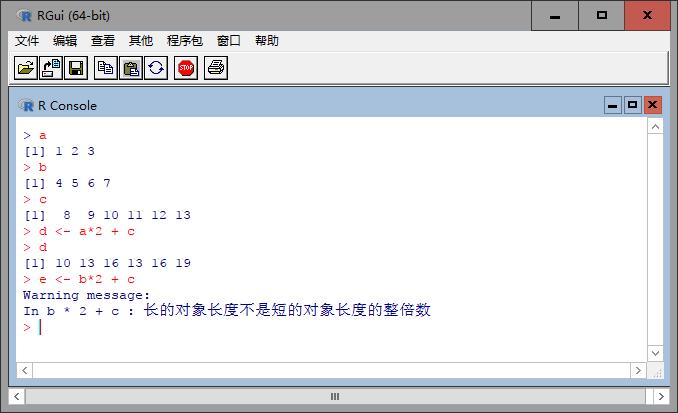 RGui (64-bit)
文件 编辑 查看 其他 程序包 窗口 帮助
STOP
R Console
> a
[1] 1 2 3
> b
[1] 4 5 6 7
> c
[1]  8  9 10 11 12 13
> d <- a*2 + c
> d
[1] 10 13 16 13 16 19
> e <- b*2 + c
Warning message:
In b * 2 + c : 长的对象长度不是短的对象长度的整倍数
>